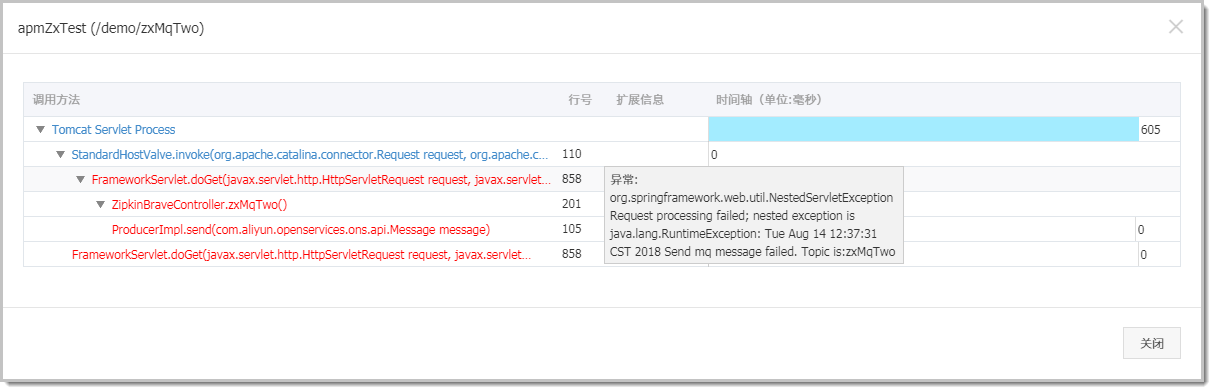 apmZxTest (/demo/zxMqTwo)
调用方法 行号 扩展信息 时间轴（单位:毫秒）
Tomcat Servlet Process 605
StandardHostValve.invoke(org.apache.catalina.connector.Request request, org.apache.c... 110 0
FrameworkServlet.doGet(javax.servlet.http.HttpServletRequest request, javax.servlet... 858
ZipkinBraveController.zxMqTwo() 201
ProducerImpl.send(com.aliyun.openservices.ons.api.Message message) 105 0
FrameworkServlet.doGet(javax.servlet.http.HttpServletRequest request, javax.servlet... 858 0
异常:
org.springframework.web.util.NestedServletException
Request processing failed; nested exception is
java.lang.RuntimeException: Tue Aug 14 12:37:31
CST 2018 Send mq message failed. Topic is:zxMqTwo
关闭